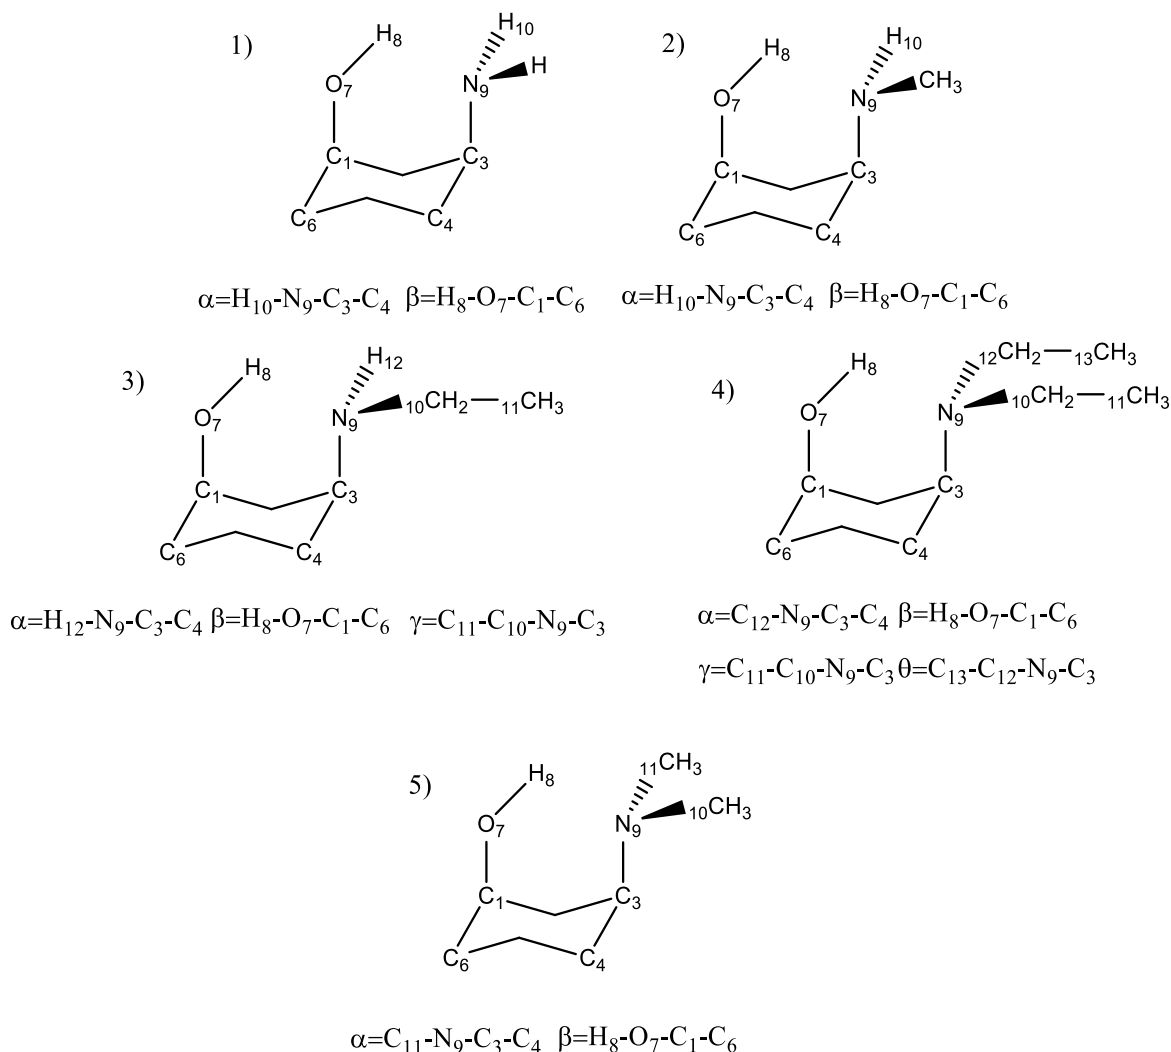 1)
H8
H10
O7
N9
H
C1
C3
C6
C4
α=H10-N9-C3-C4 β=H8-O7-C1-C6
2)
H8
H10
O7
N9
CH3
C1
C3
C6
C4
α=H10-N9-C3-C4 β=H8-O7-C1-C6
3)
H8
H12
O7
N9
10CH2
11CH3
C1
C3
C6
C4
α=H12-N9-C3-C4 β=H8-O7-C1-C6 γ=C11-C10-N9-C3
4)
H8
12CH2
13CH3
O7
N9
10CH2
11CH3
C1
C3
C6
C4
α=C12-N9-C3-C4 β=H8-O7-C1-C6
γ=C11-C10-N9-C3 θ=C13-C12-N9-C3
5)
H8
11CH3
O7
N9
10CH3
C1
C3
C6
C4
α=C11-N9-C3-C4 β=H8-O7-C1-C6